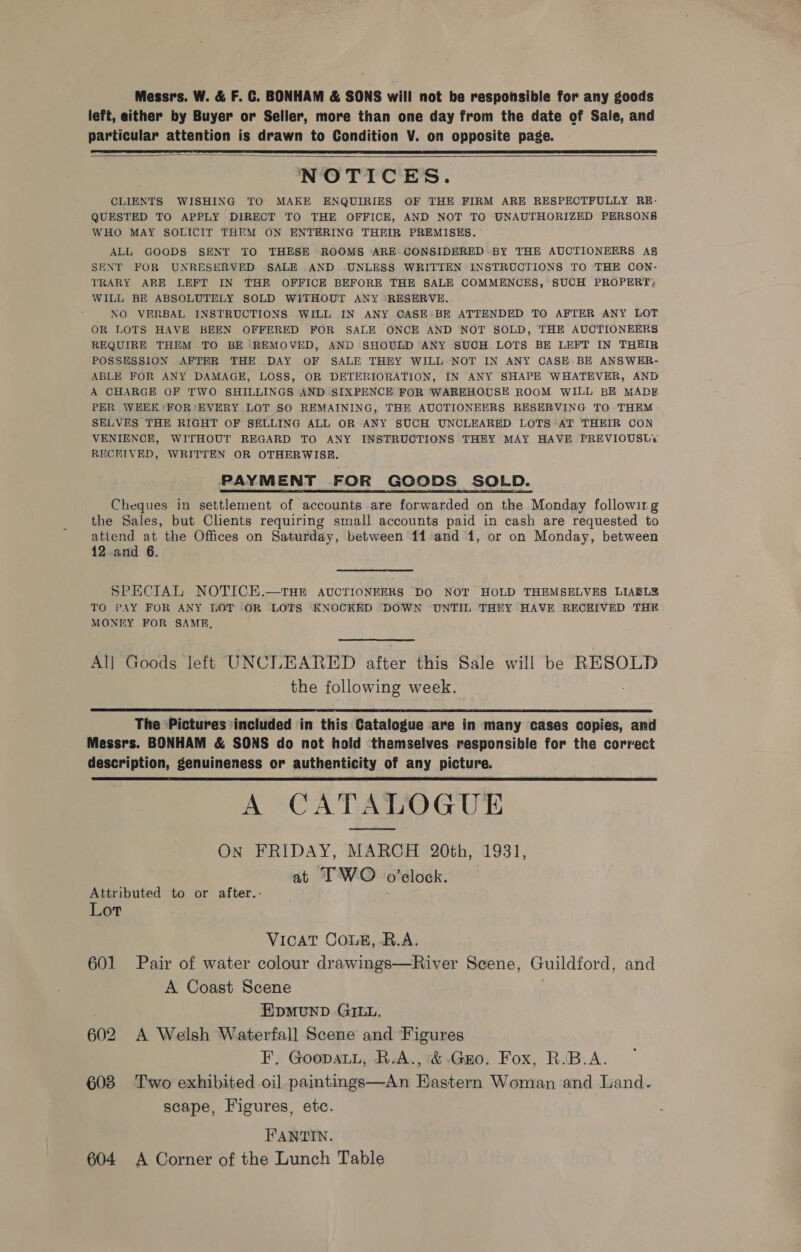 Messrs. W. & F. C. BONHAM & SONS will not be responsible for any goods
left, either by Buyer or Seller, more than one day from the date of Sale, and
particular attention is drawn to Condition V. on opposite page.
NOTICES.
CLIENTS WISHING TO MAKE ENQUIRIES OF THE FIRM ARE RESPECTFULLY RE-
QUESTED TO APPLY DIRECT TO THE OFFICE, AND NOT TO UNAUTHORIZED PERSONS
WHO MAY SOLICIT THEM ON ENTERING THEIR PREMISES.
ALL GOODS SENT TO THESE ROOMS ARE CONSIDERED BY THE AUCTIONEERS AS
SENT FOR UNRESERVED SALE AND UNLESS WRITTEN INSTRUCTIONS TO THE CON-
TRARY ARE LEFT IN THE OFFICE BEFORE THE SALE COMMENCES, SUCH PROPERTY
WILL BE ABSOLUTELY SOLD WITHOUT ANY RESERVE.
NO VERBAL INSTRUCTIONS WILL IN ANY CASE BE ATTENDED TO AFTER ANY LOT
OR LOTS HAVE BEEN OFFERED FOR SALE ONCE AND NOT SOLD, THE AUCTIONEERS
REQUIRE THEM TO BE REMOVED, AND SHOULD ANY SUCH LOTS BE LEFT IN THEIR
POSSESSION AFTER THE DAY OF SALE THEY WILL NOT IN ANY CASE BE ANSWER-
ABLE FOR ANY DAMAGE, LOSS, OR DETERIORATION, IN ANY SHAPE WHATEVER, AND
A CHARGE OF TWO SHILLINGS AND SIXPENCE FOR WAREHOUSE ROOM WILL BE MADE
PER WEEK FOR EVERY LOT SO REMAINING, THE AUCTIONEERS RESERVING TO THEM
SELVES THE RIGHT OF SELLING ALL OR ANY SUCH UNCLEARED LOTS AT THEIR CON
VENIENCE, WITHOUT REGARD TO ANY INSTRUCTIONS THEY MAY HAVE PREVIOUSLY
RECEIVED, WRITTEN OR OTHERWISE.
PAYMENT FOR GOODS SOLD.
Cheques in settlement of accounts are forwarded on the Monday following
the Sales, but Clients requiring small accounts paid in cash are requested to
attend at the Offices on Saturday, between 11 and 1, or on Monday, between
12 and 6.
SPECIAL NOTICE.—THE AUCTIONEERS DO NOT HOLD THEMSELVES LIABLE
TO PAY FOR ANY LOT OR LOTS KNOCKED DOWN UNTIL THEY HAVE RECEIVED THE
MONEY FOR SAME.
All Goods left UNCLEARED after this Sale will be RESOLD
the following week.
The Pictures included in this Catalogue are in many cases copies, and
Messrs. BONHAM & SONS do not hold themselves responsible for the correct
description, genuineness or authenticity of any picture.
A CATALOGUE
ON FRIDAY, MARCH 20th, 1931,
at TWO o'clock.
Attributed to or after.-
LOT
VICAT COLE, R.A.
601 Pair of water colour drawings—River Scene, Guildford, and
A Coast Scene
EDMUND GILL.
602 A Welsh Waterfall Scene and Figures
F. GOODALL, R.A., & GEO. FOX, R.B.A.
603 Two exhibited oil paintings—An Eastern Woman and Land-
scape, Figures, etc.
FANTIN.
604 A Corner of the Lunch Table